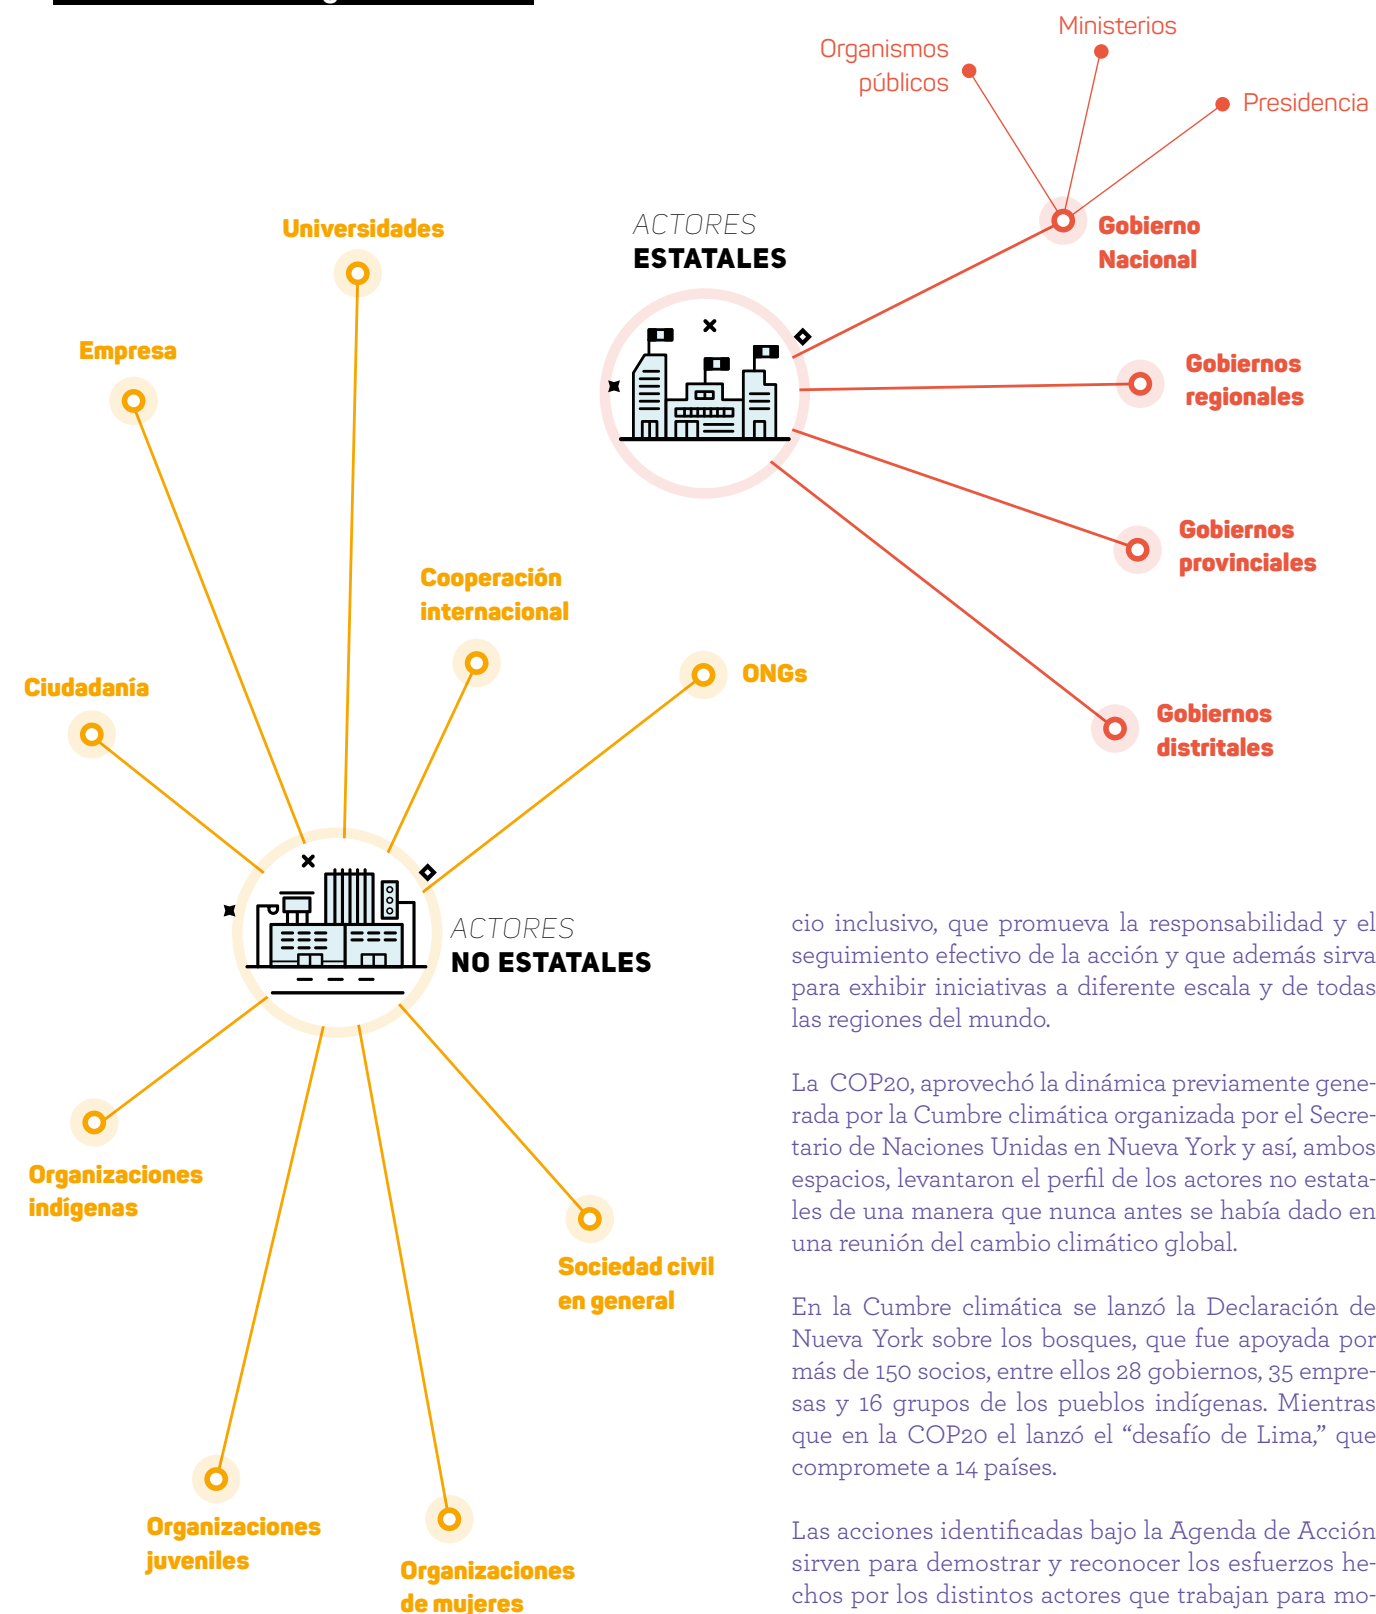 Ministerios
Organismos
públicos
Presidencia
ACTORES
ESTATALES
Gobierno
Nacional
Gobiernos
regionales
Gobiernos
provinciales
Gobiernos
distritales
Universidades
Empresa
Cooperación
internacional
ONGs
Ciudadanía
ACTORES
NO ESTATALES
Organizaciones
indígenas
Sociedad civil
en general
Organizaciones
juveniles
Organizaciones
de mujeres
cio inclusivo, que promueva la responsabilidad y el
seguimiento efectivo de la acción y que además sirva
para exhibir iniciativas a diferente escala y de todas
las regiones del mundo.
La COP20, aprovechó la dinámica previamente gene-
rada por la Cumbre climática organizada por el Secre-
tario de Naciones Unidas en Nueva York y así, ambos
espacios, levantaron el perfil de los actores no estata-
les de una manera que nunca antes se había dado en
una reunión del cambio climático global.
En la Cumbre climática se lanzó la Declaración de
Nueva York sobre los bosques, que fue apoyada por
más de 150 socios, entre ellos 28 gobiernos, 35 empre-
sas y 16 grupos de los pueblos indígenas. Mientras
que en la COP20 el lanzó el “desafío de Lima,” que
compromete a 14 países.
Las acciones identificadas bajo la Agenda de Acción
sirven para demostrar y reconocer los esfuerzos he-
chos por los distintos actores que trabajan para mo-